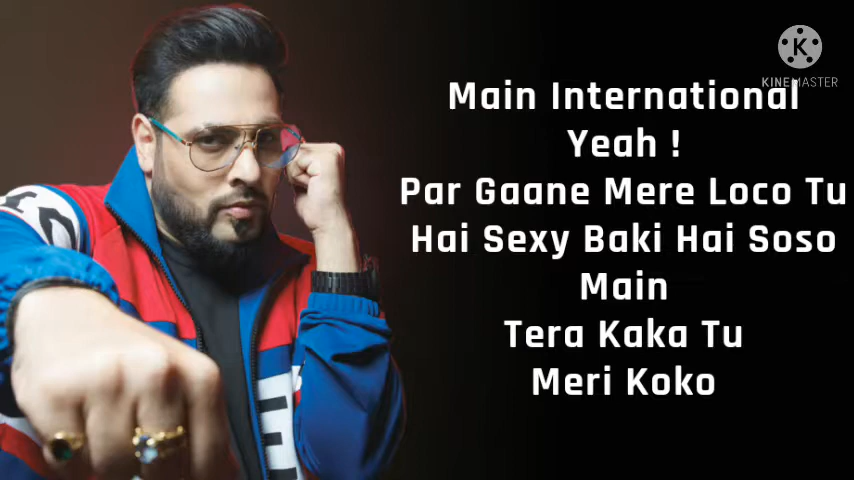 KINEMASTER
Main International
Yeah !
Par Gaane Mere Loco Tu
Hai Sexy Baki Hai Soso
Main
Tera Kaka Tu
Meri Koko